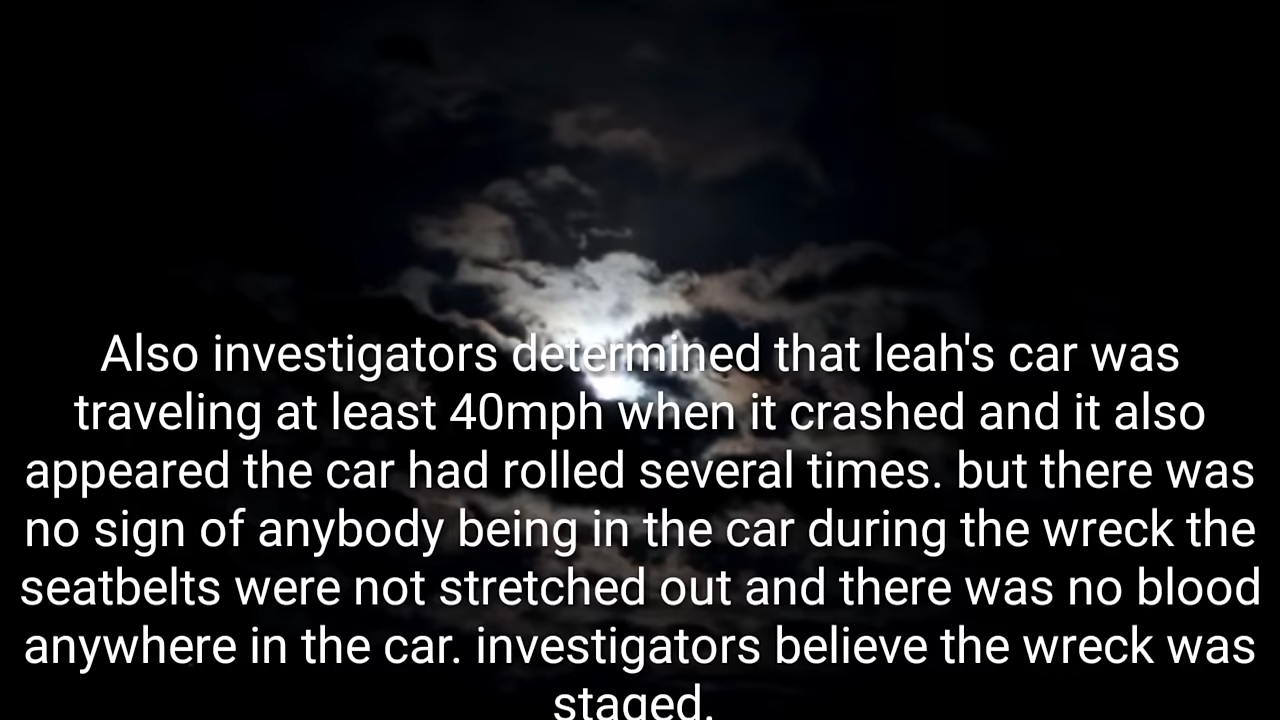 Also investigators determined that leah's car was
traveling at least 40mph when it crashed and it also
appeared the car had rolled several times. but there was
no sign of anybody being in the car during the wreck the
seatbelts were not stretched out and there was no blood
anywhere in the car. investigators believe the wreck was
staged.